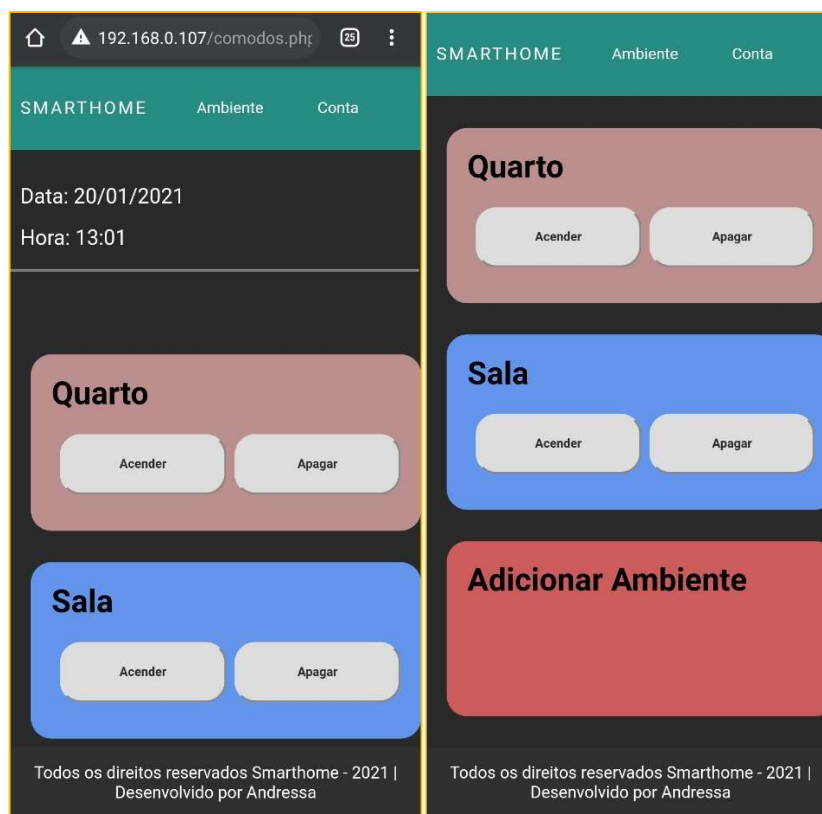 192.168.0.107/comodos.php
25
SMARTHOME Ambiente Conta
Data: 20/01/2021
Hora: 13:01
Quarto
Acender Apagar
Sala
Acender Apagar
Todos os direitos reservados Smarthome - 2021 |
Desenvolvido por Andressa
SMARTHOME Ambiente Conta
Quarto
Acender Apagar
Sala
Acender Apagar
Adicionar Ambiente
Todos os direitos reservados Smarthome - 2021 |
Desenvolvido por Andressa